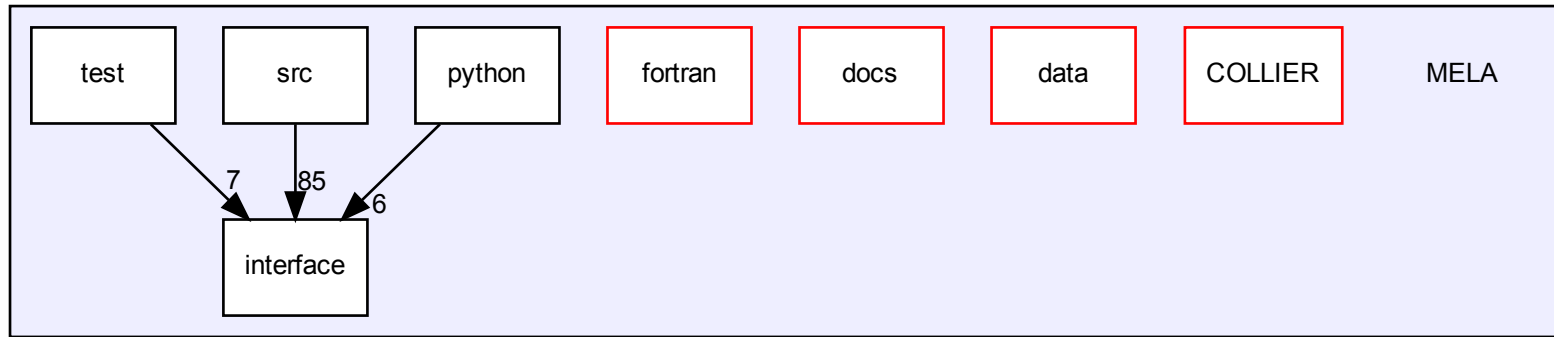 test
src
python
fortran
docs
data
COLLIER
MELA
7
85
6
interface